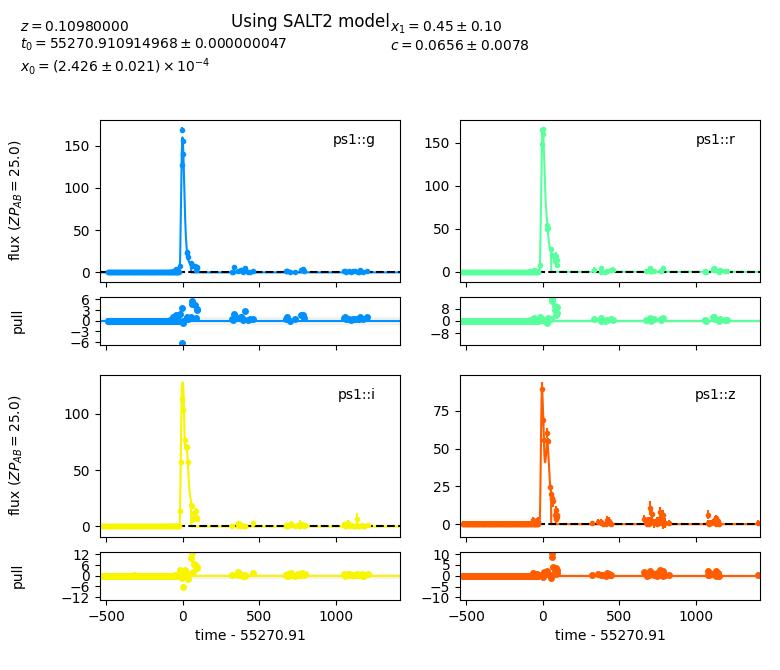 Using SALT2 model
z = 0.10980000
x₁ = 0.45 ± 0.10
t₀ = 55270.910914968 ± 0.000000047
c = 0.0656 ± 0.0078
x₀ = (2.426 ± 0.021) × 10⁻⁴
flux (ZP_AB = 25.0)
150
100
50
0
ps1::g
150
100
50
0
ps1::r
pull
6
3
0
−3
−6
8
0
−8
flux (ZP_AB = 25.0)
100
50
0
ps1::i
75
50
25
0
ps1::z
pull
12
6
0
−6
−12
10
5
0
−5
−10
−500 0 500 1000
−500 0 500 1000
time - 55270.91
time - 55270.91